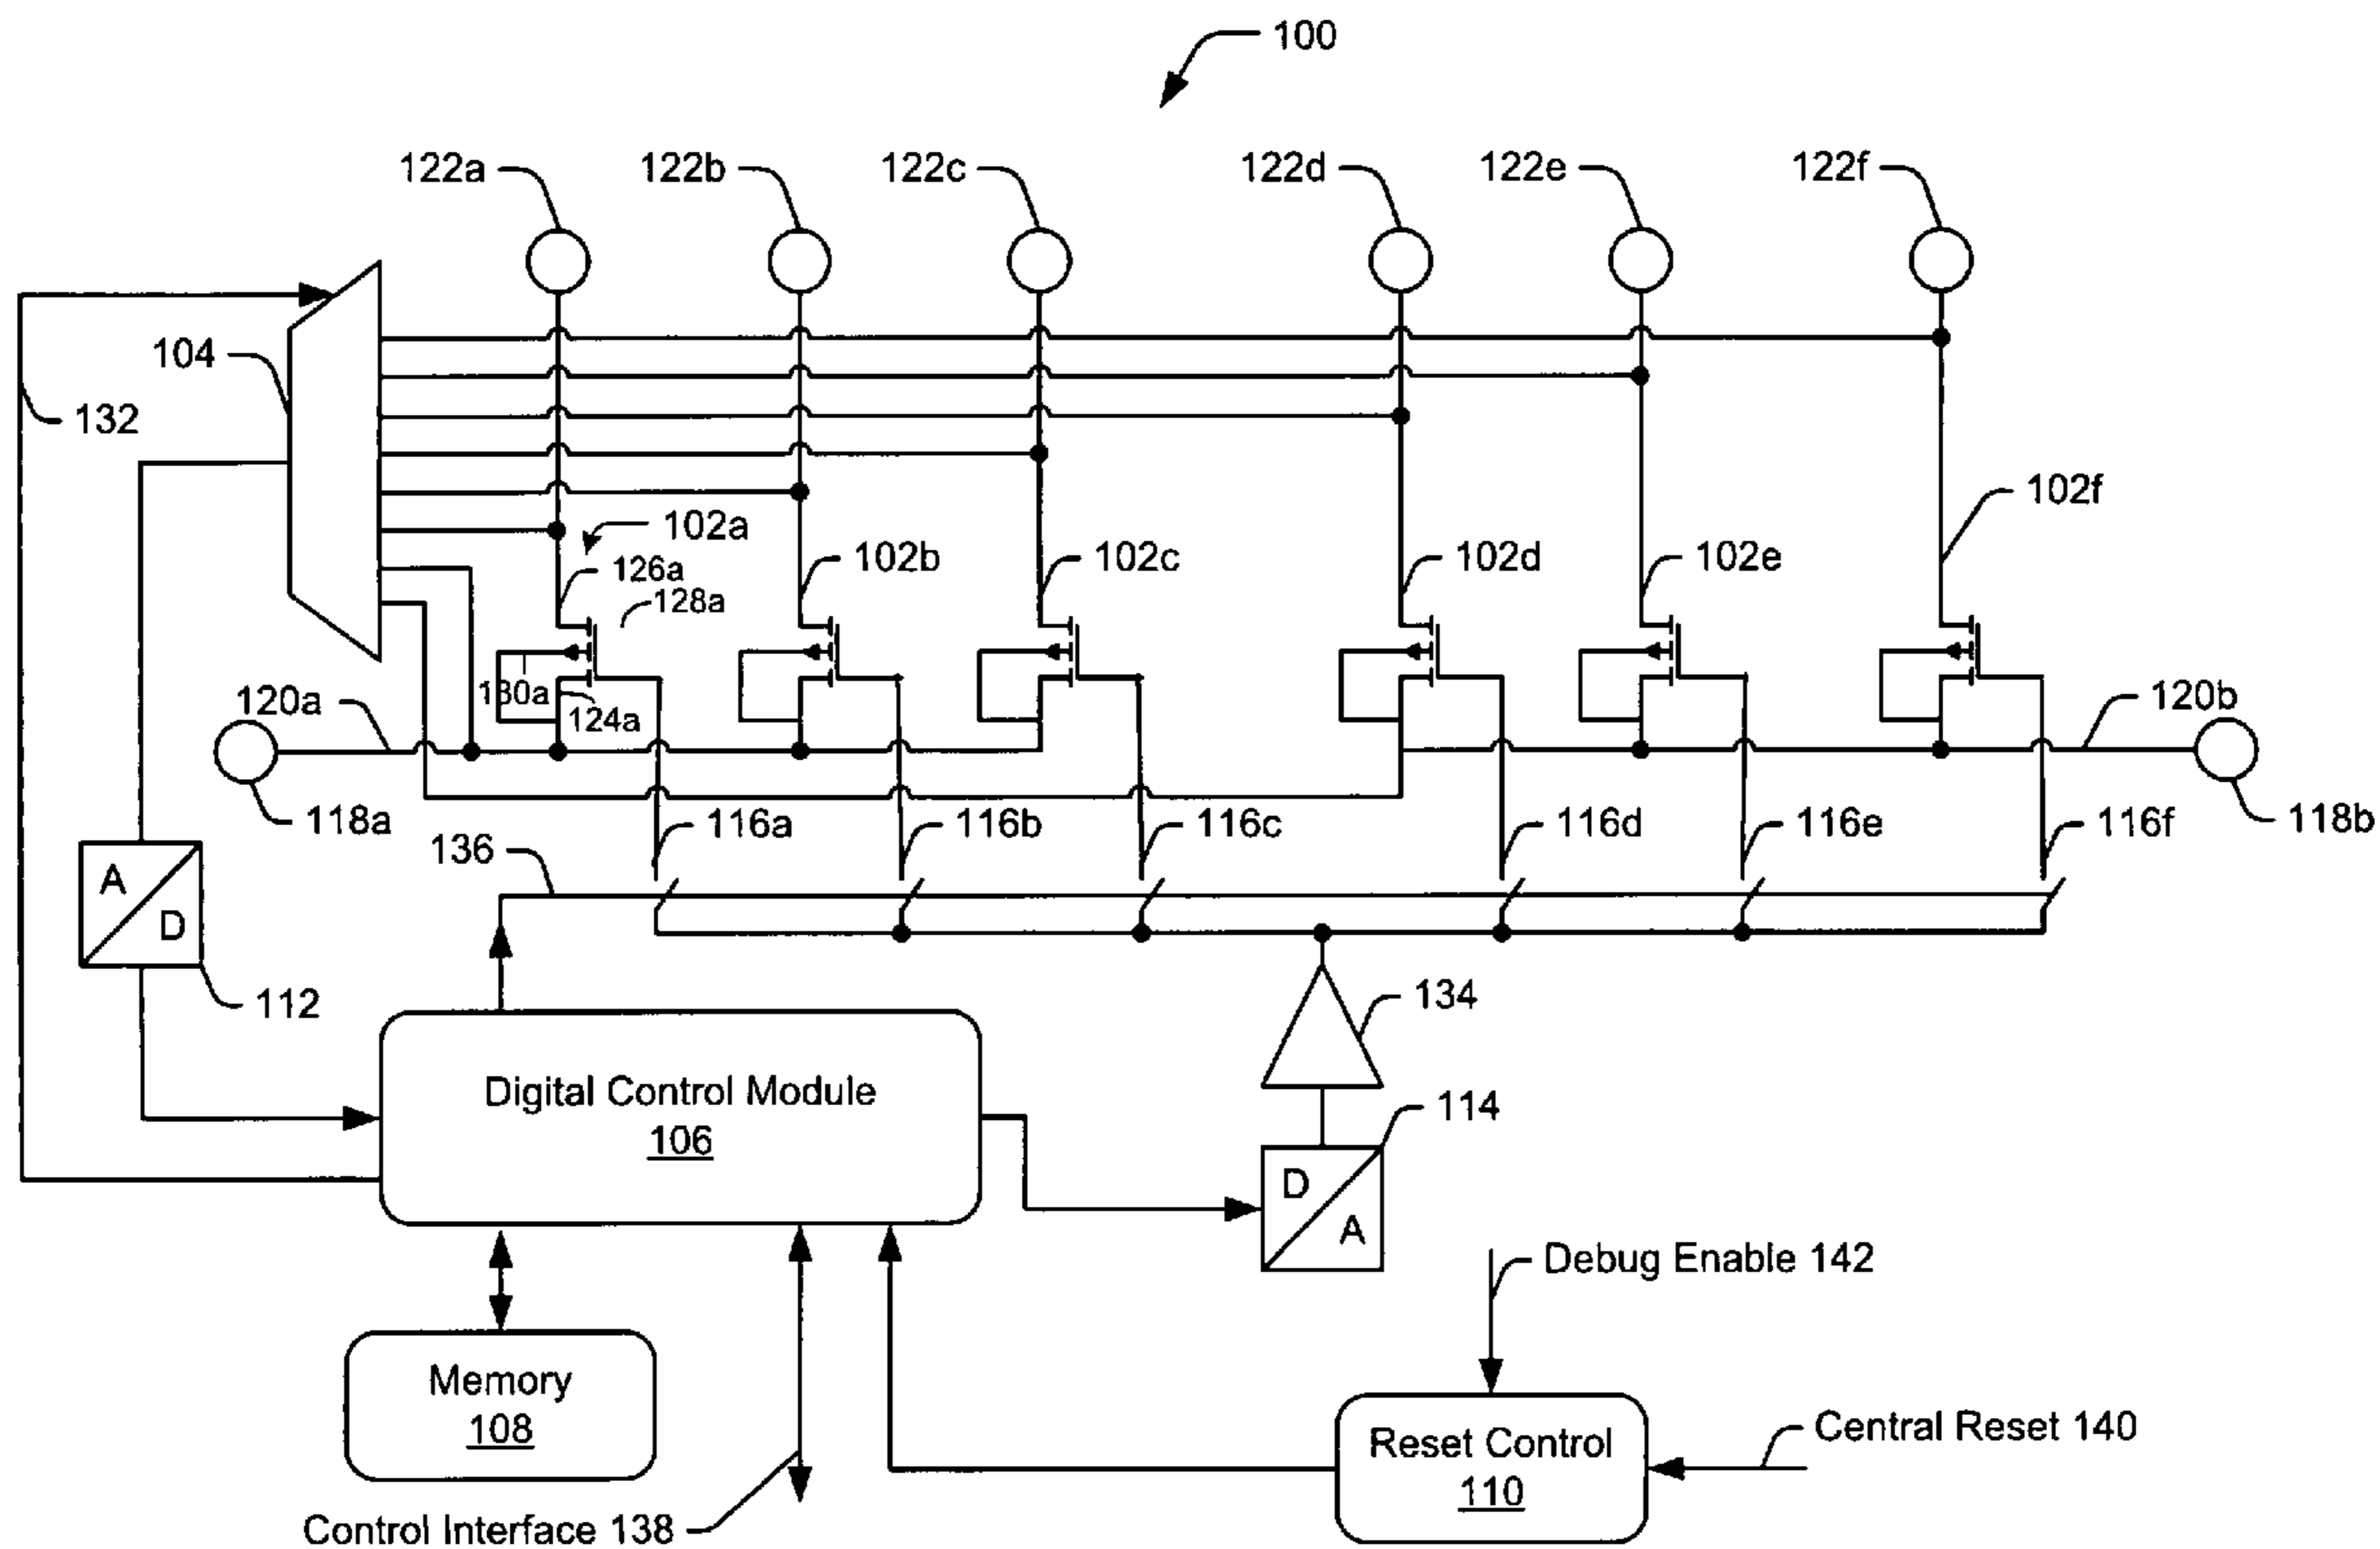 100
122a
122b
122c
122d
122e
122f
104
132
102a
102b
102c
102d
102e
102f
126a
128a
130a
124a
120a
120b
118a
118b
116a
116b
116c
116d
116e
116f
136
A
D
112
134
Digital Control Module
106
114
D
A
Debug Enable 142
Memory
108
Reset Control
110
Central Reset 140
Control Interface 138